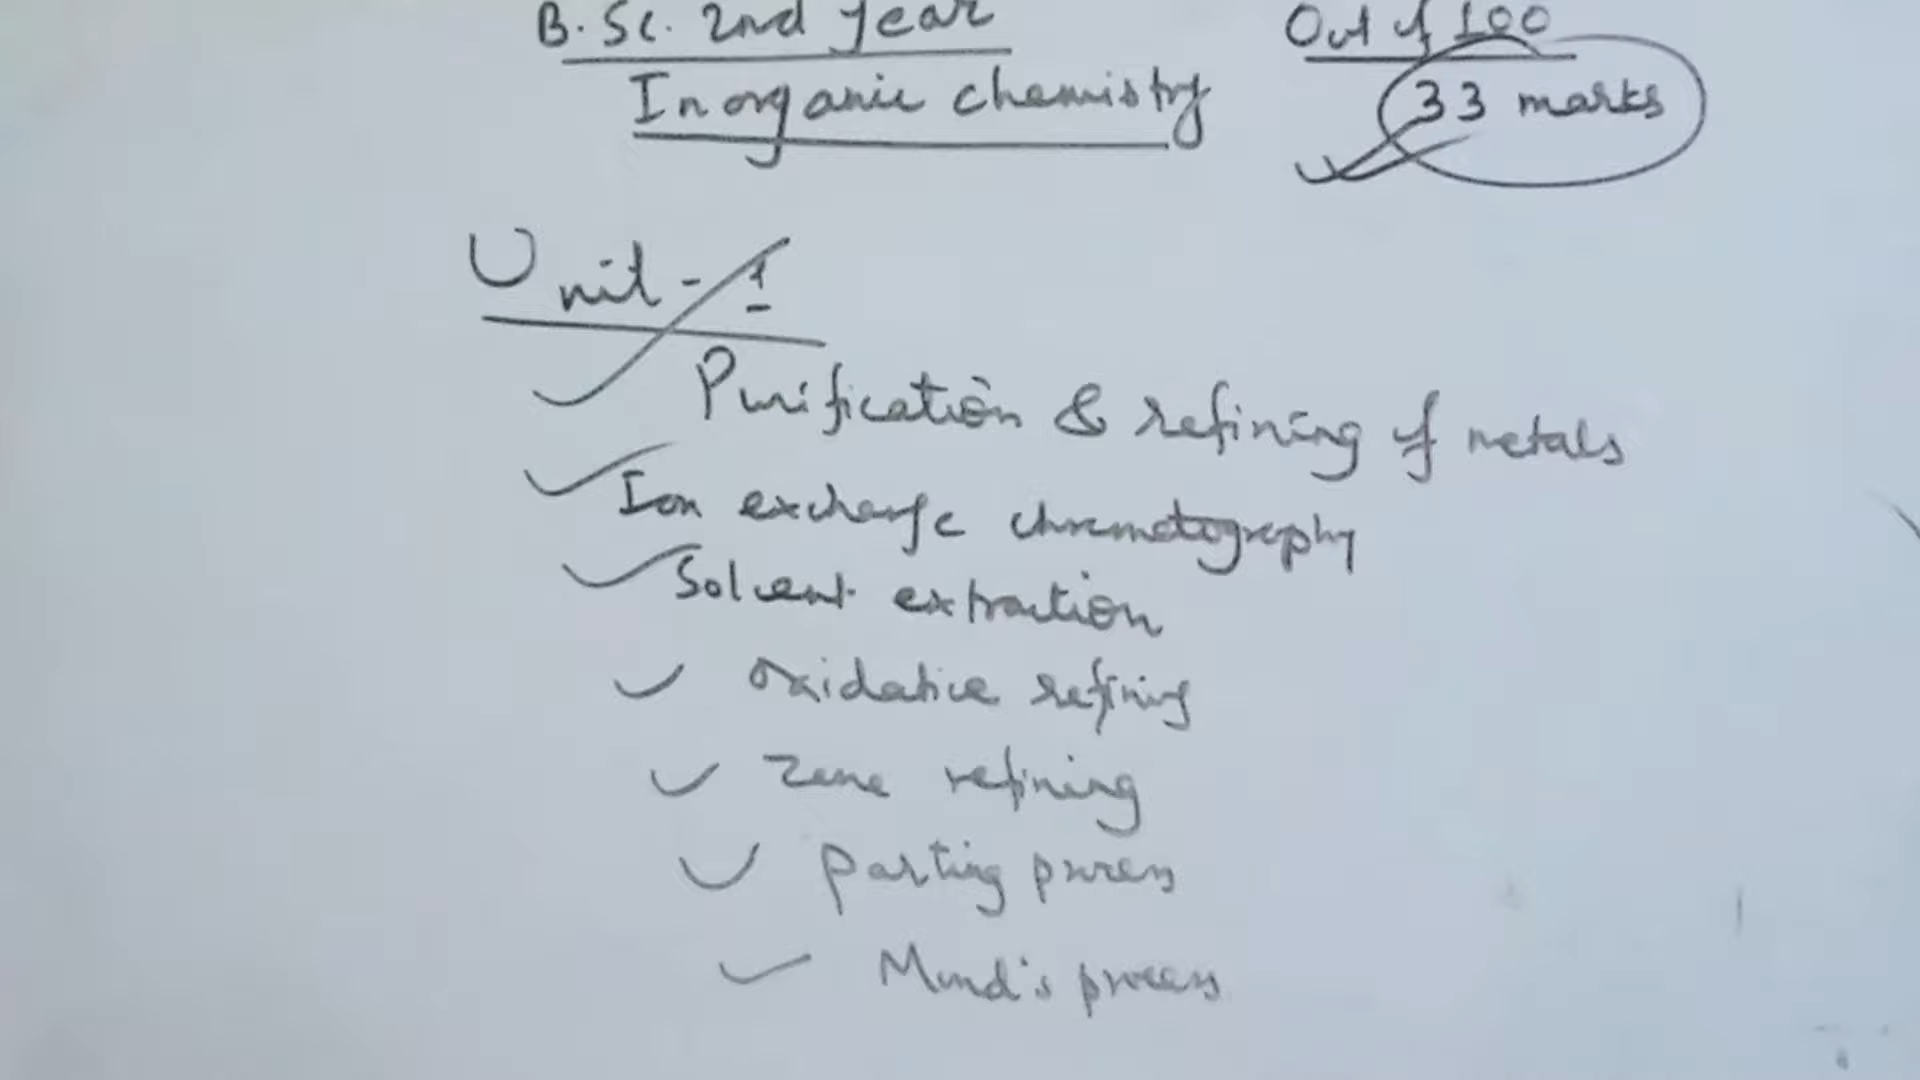 B.Sc. 2nd year
Out of 100
Inorganic chemistry
33 marks
Unit - 1
Purification & refining of metals
Ion exchange chromatography
Solvent extraction
Oxidative refining
Zone refining
Parting process
Mond's process